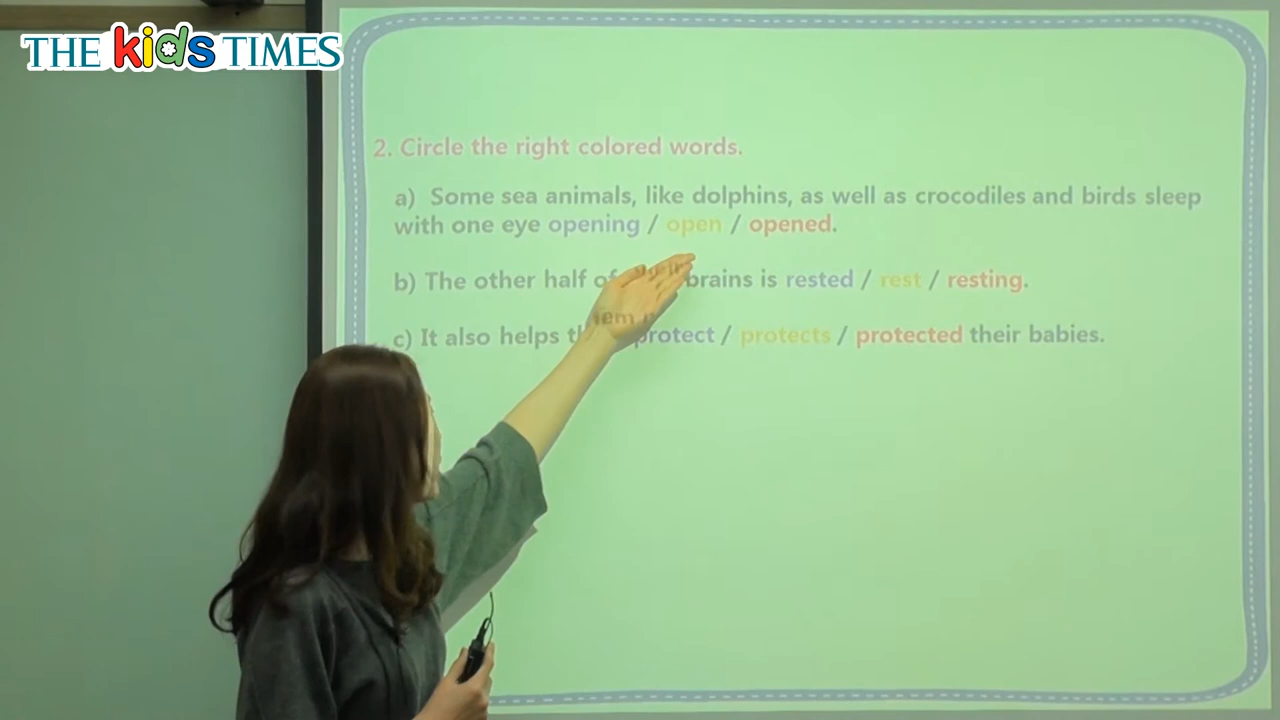 THE kids TIMES
2. Circle the right colored words.
a) Some sea animals, like dolphins, as well as crocodiles and birds sleep
with one eye opening / open / opened.
b) The other half of their brains is rested / rest / resting.
c) It also helps them protect / protects / protected their babies.